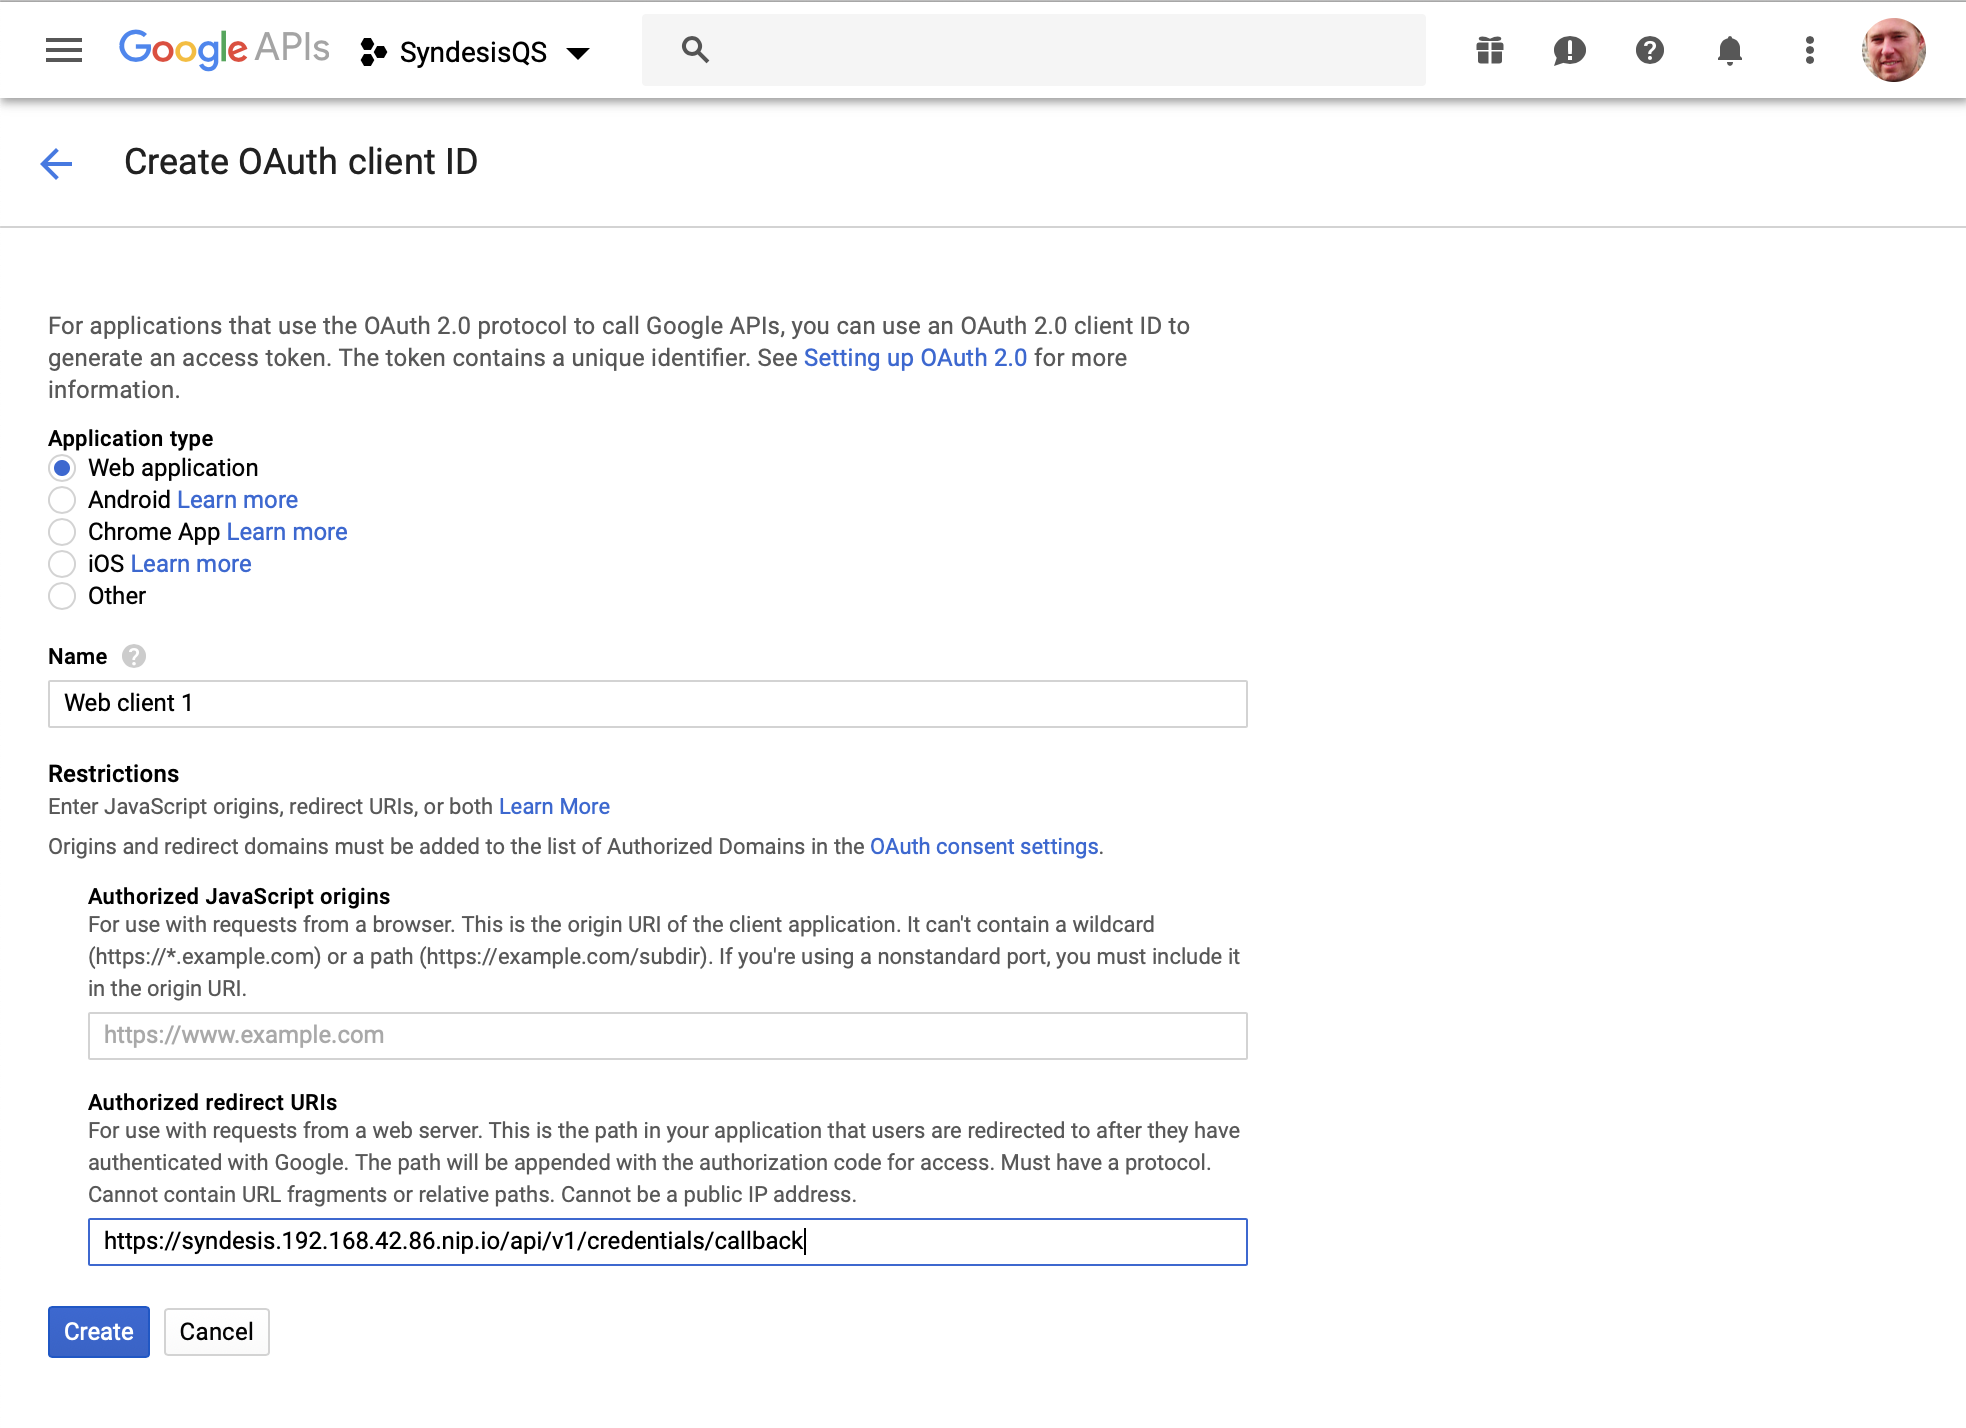 Google APIs SyndesisQS
Create OAuth client ID
For applications that use the OAuth 2.0 protocol to call Google APIs, you can use an OAuth 2.0 client ID to
generate an access token. The token contains a unique identifier. See Setting up OAuth 2.0 for more
information.
Application type
Web application
Android Learn more
Chrome App Learn more
iOS Learn more
Other
Name ?
Web client 1
Restrictions
Enter JavaScript origins, redirect URIs, or both Learn More
Origins and redirect domains must be added to the list of Authorized Domains in the OAuth consent settings.
Authorized JavaScript origins
For use with requests from a browser. This is the origin URI of the client application. It can't contain a wildcard
(https://*.example.com) or a path (https://example.com/subdir). If you're using a nonstandard port, you must include it
in the origin URI.
https://www.example.com
Authorized redirect URIs
For use with requests from a web server. This is the path in your application that users are redirected to after they have
authenticated with Google. The path will be appended with the authorization code for access. Must have a protocol.
Cannot contain URL fragments or relative paths. Cannot be a public IP address.
https://syndesis.192.168.42.86.nip.io/api/v1/credentials/callback
Create Cancel